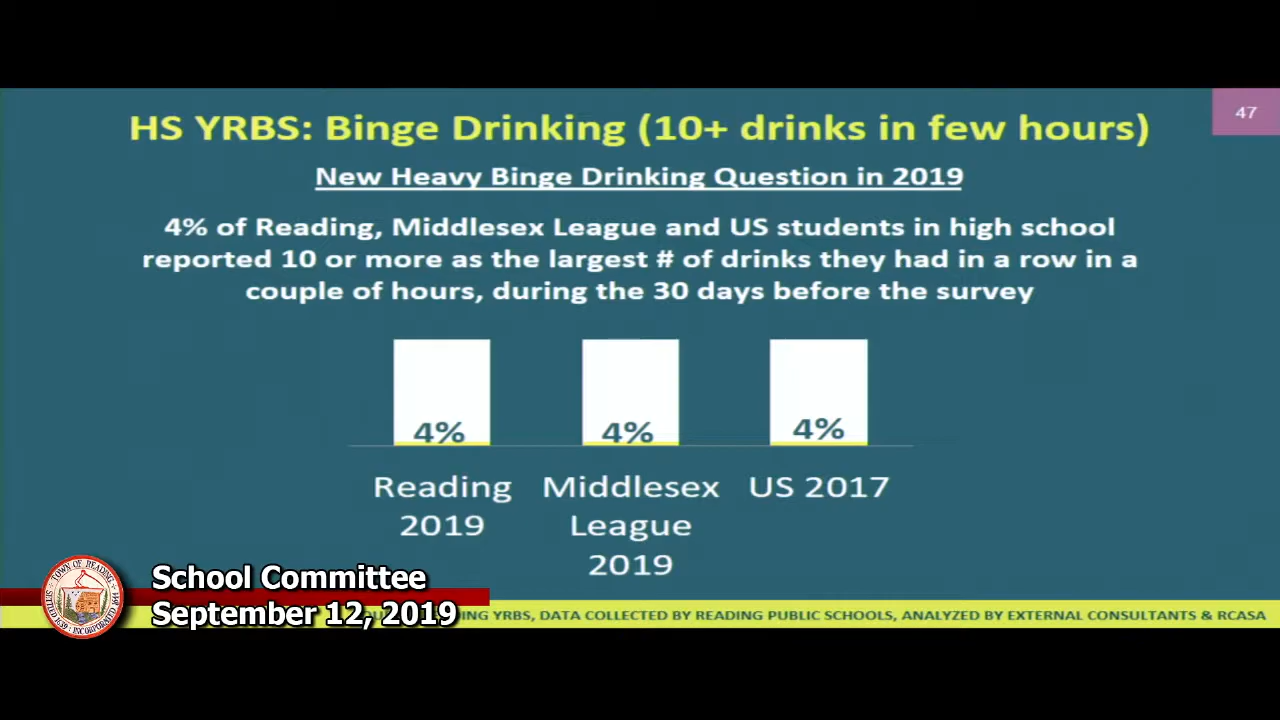 47
HS YRBS: Binge Drinking (10+ drinks in few hours)
New Heavy Binge Drinking Question in 2019
4% of Reading, Middlesex League and US students in high school
reported 10 or more as the largest # of drinks they had in a row in a
couple of hours, during the 30 days before the survey
4% 4% 4%
Reading 2019
Middlesex League 2019
US 2017
School Committee
September 12, 2019
YRBS, DATA COLLECTED BY READING PUBLIC SCHOOLS, ANALYZED BY EXTERNAL CONSULTANTS & RCASA
TOWN OF READING